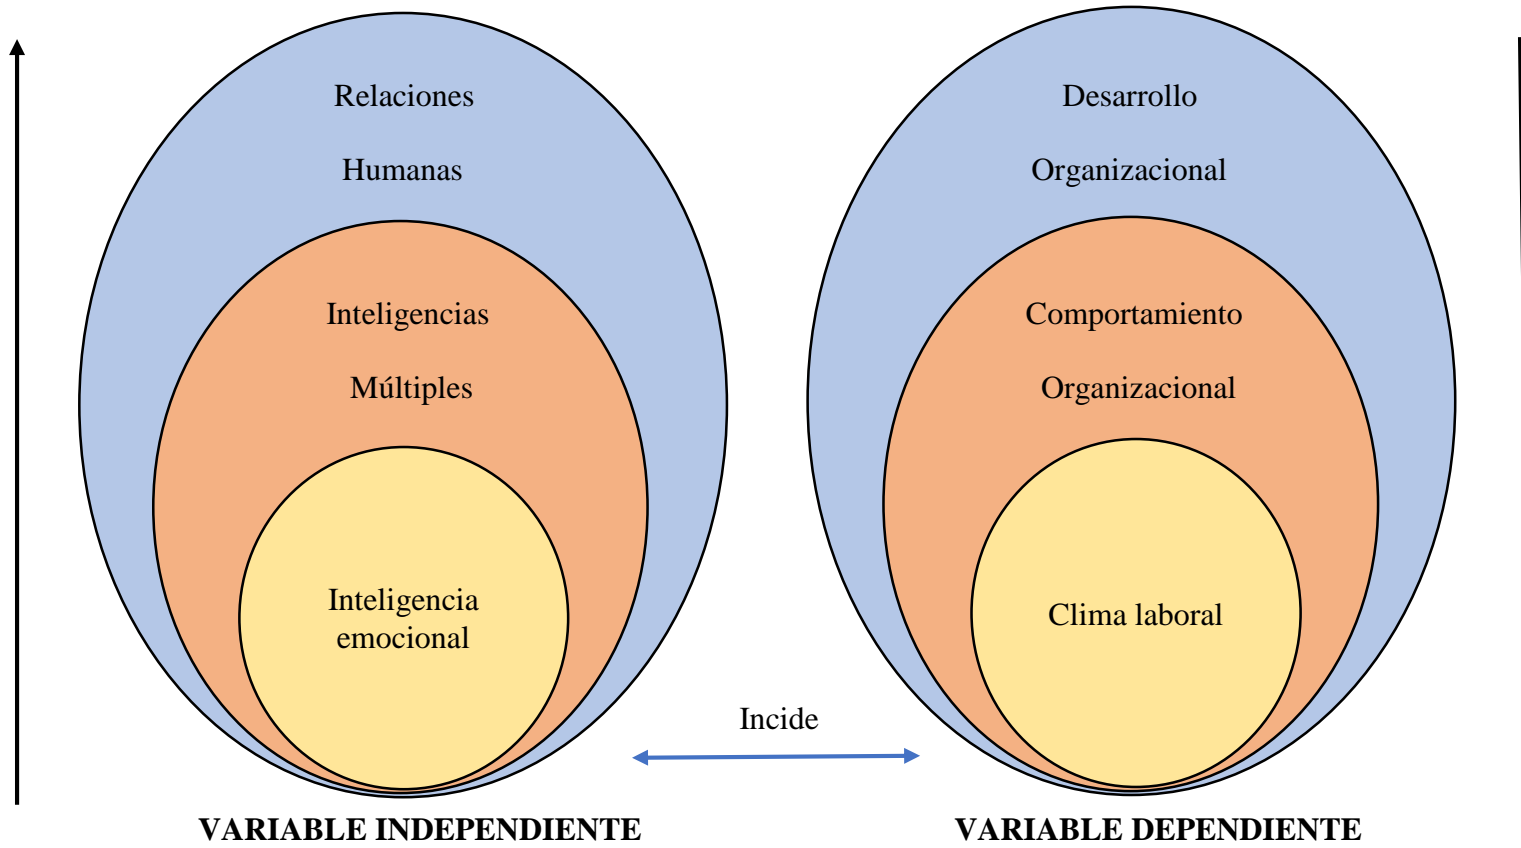 Relaciones
Humanas
Inteligencias
Múltiples
Inteligencia
emocional
Desarrollo
Organizacional
Comportamiento
Organizacional
Clima laboral
Incide
VARIABLE INDEPENDIENTE
VARIABLE DEPENDIENTE